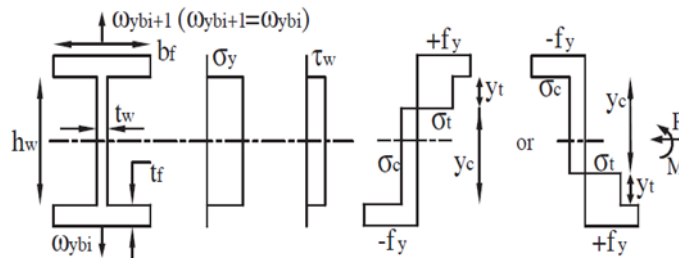 ωybi+1 (ωybi+1=ωybi)
bf
σy
τw
+fy
-fy
σc
yt
yc
tw
σt
hw
σc
or
F
tf
yc
σt
M
yt
ωybi
-fy
+fy